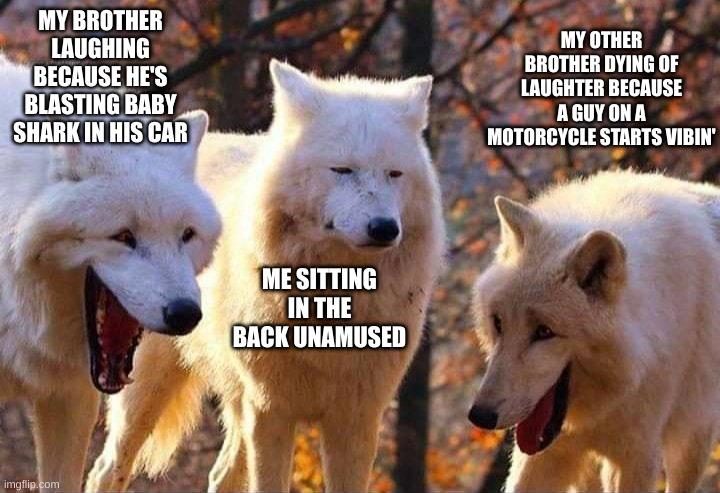 MY BROTHER
LAUGHING
BECAUSE HE'S
BLASTING BABY
SHARK IN HIS CAR
MY OTHER
BROTHER DYING OF
LAUGHTER BECAUSE
A GUY ON A
MOTORCYCLE STARTS VIBIN'
ME SITTING
IN THE
BACK UNAMUSED
imgflip.com